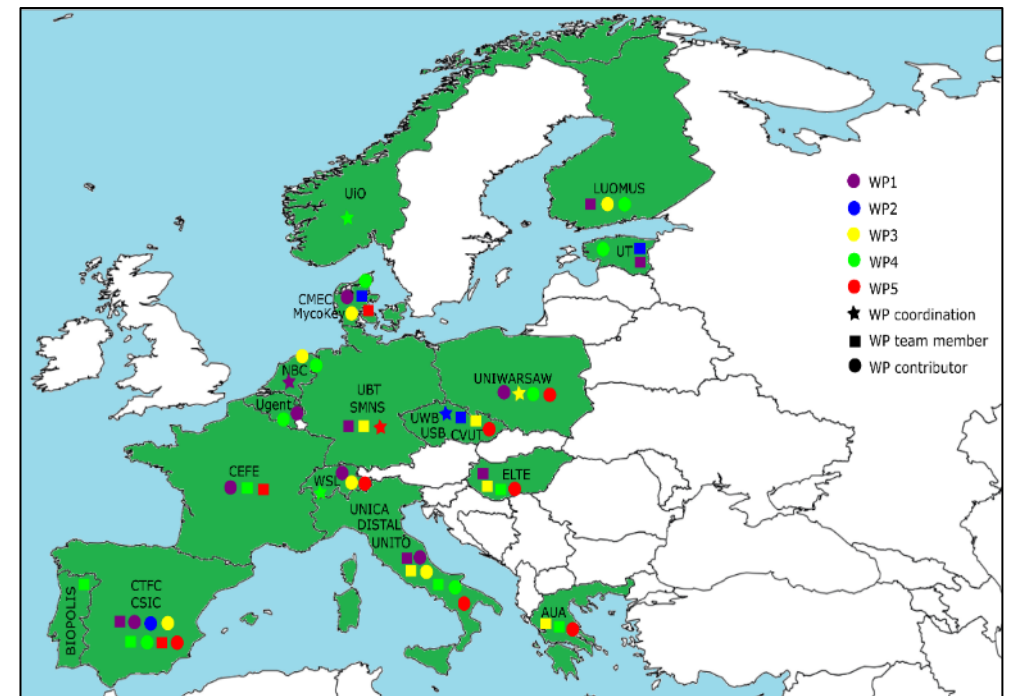 UiO
LUOMUS
UT
WP1
WP2
WP3
WP4
WP5
WP coordination
WP team member
WP contributor
CMEC
MycoKey
NBC
Ugent
UBT
SMNS
UNIWARSAW
UWB
USB CVUT
CEFE
WSL
ELTE
UNICA
DISTAL
UNITO
CTFC
CSIC
BIOPOLIS
AUA